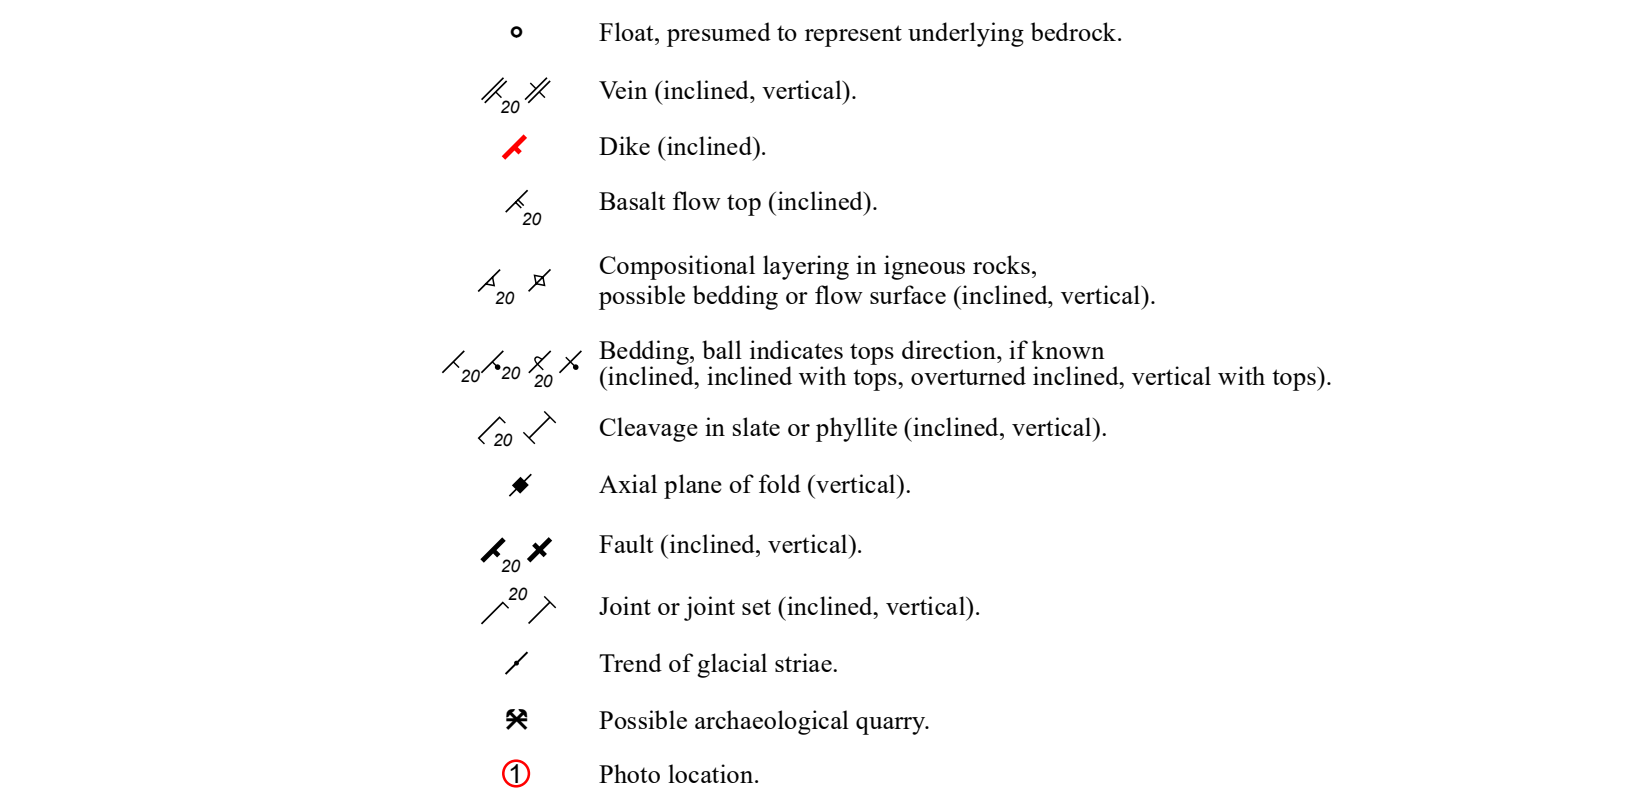 Float, presumed to represent underlying bedrock.
20 Vein (inclined, vertical).
Dike (inclined).
20 Basalt flow top (inclined).
Compositional layering in igneous rocks,
20 possible bedding or flow surface (inclined, vertical).
Bedding, ball indicates tops direction, if known
20 20 20 (inclined, inclined with tops, overturned inclined, vertical with tops).
20 Cleavage in slate or phyllite (inclined, vertical).
Axial plane of fold (vertical).
20 Fault (inclined, vertical).
20 Joint or joint set (inclined, vertical).
Trend of glacial striae.
Possible archaeological quarry.
1 Photo location.